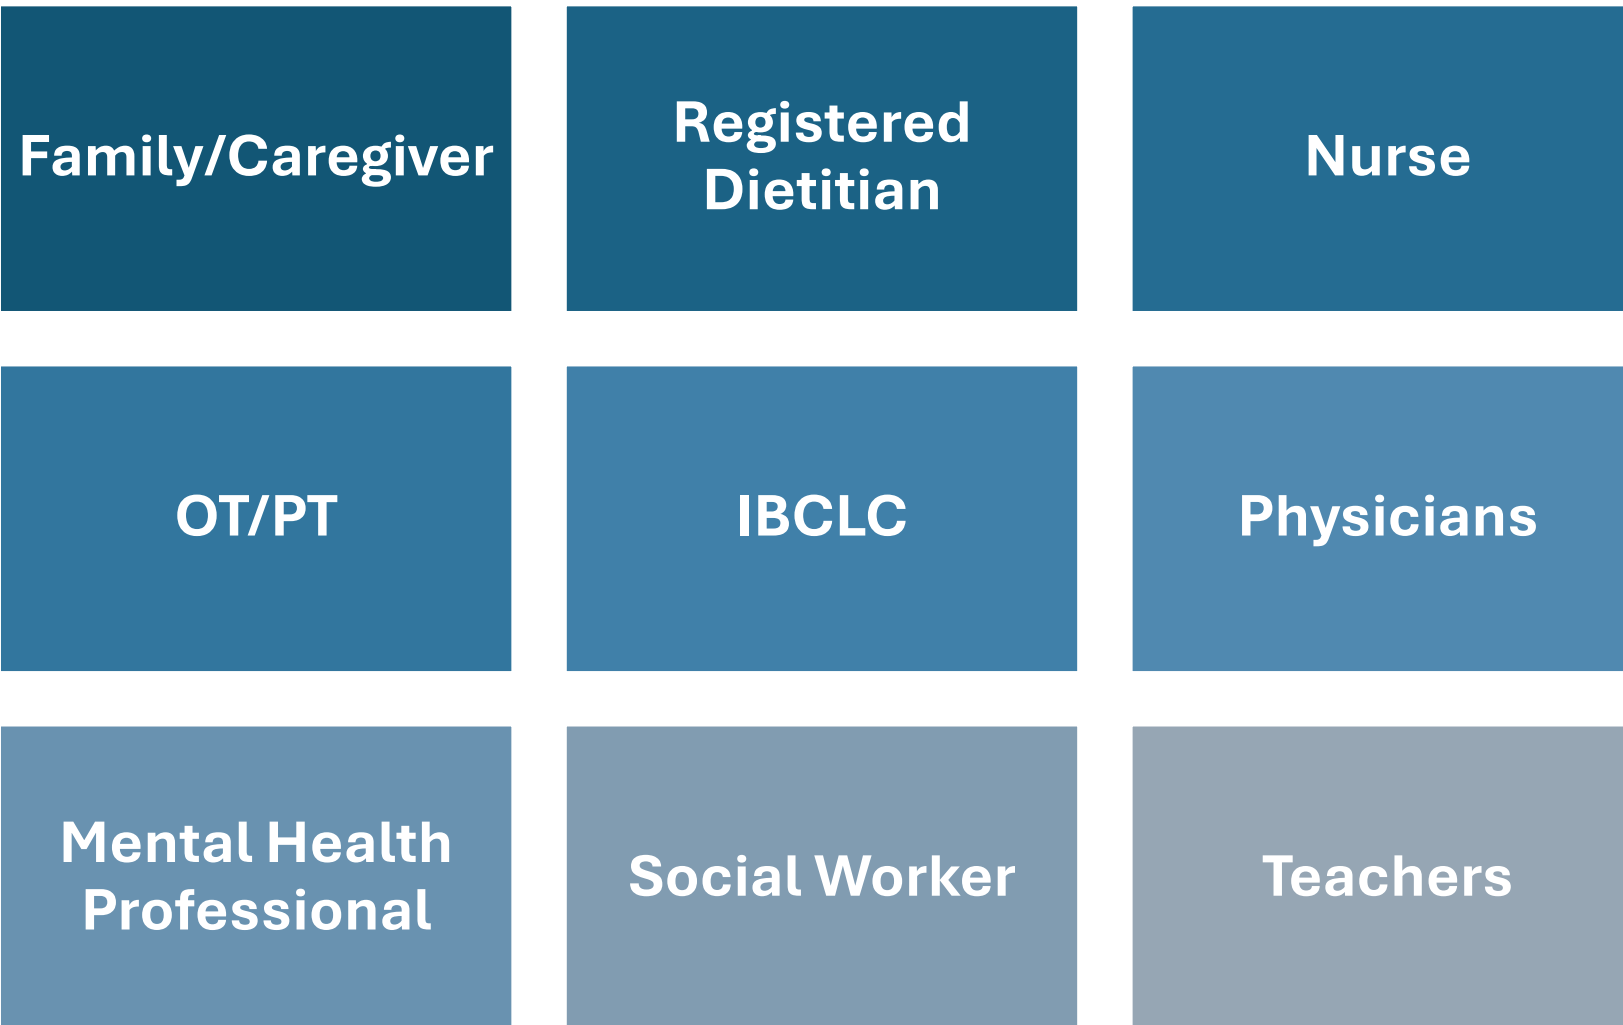 Family/Caregiver
Registered
Dietitian
Nurse
OT/PT
IBCLC
Physicians
Mental Health
Professional
Social Worker
Teachers